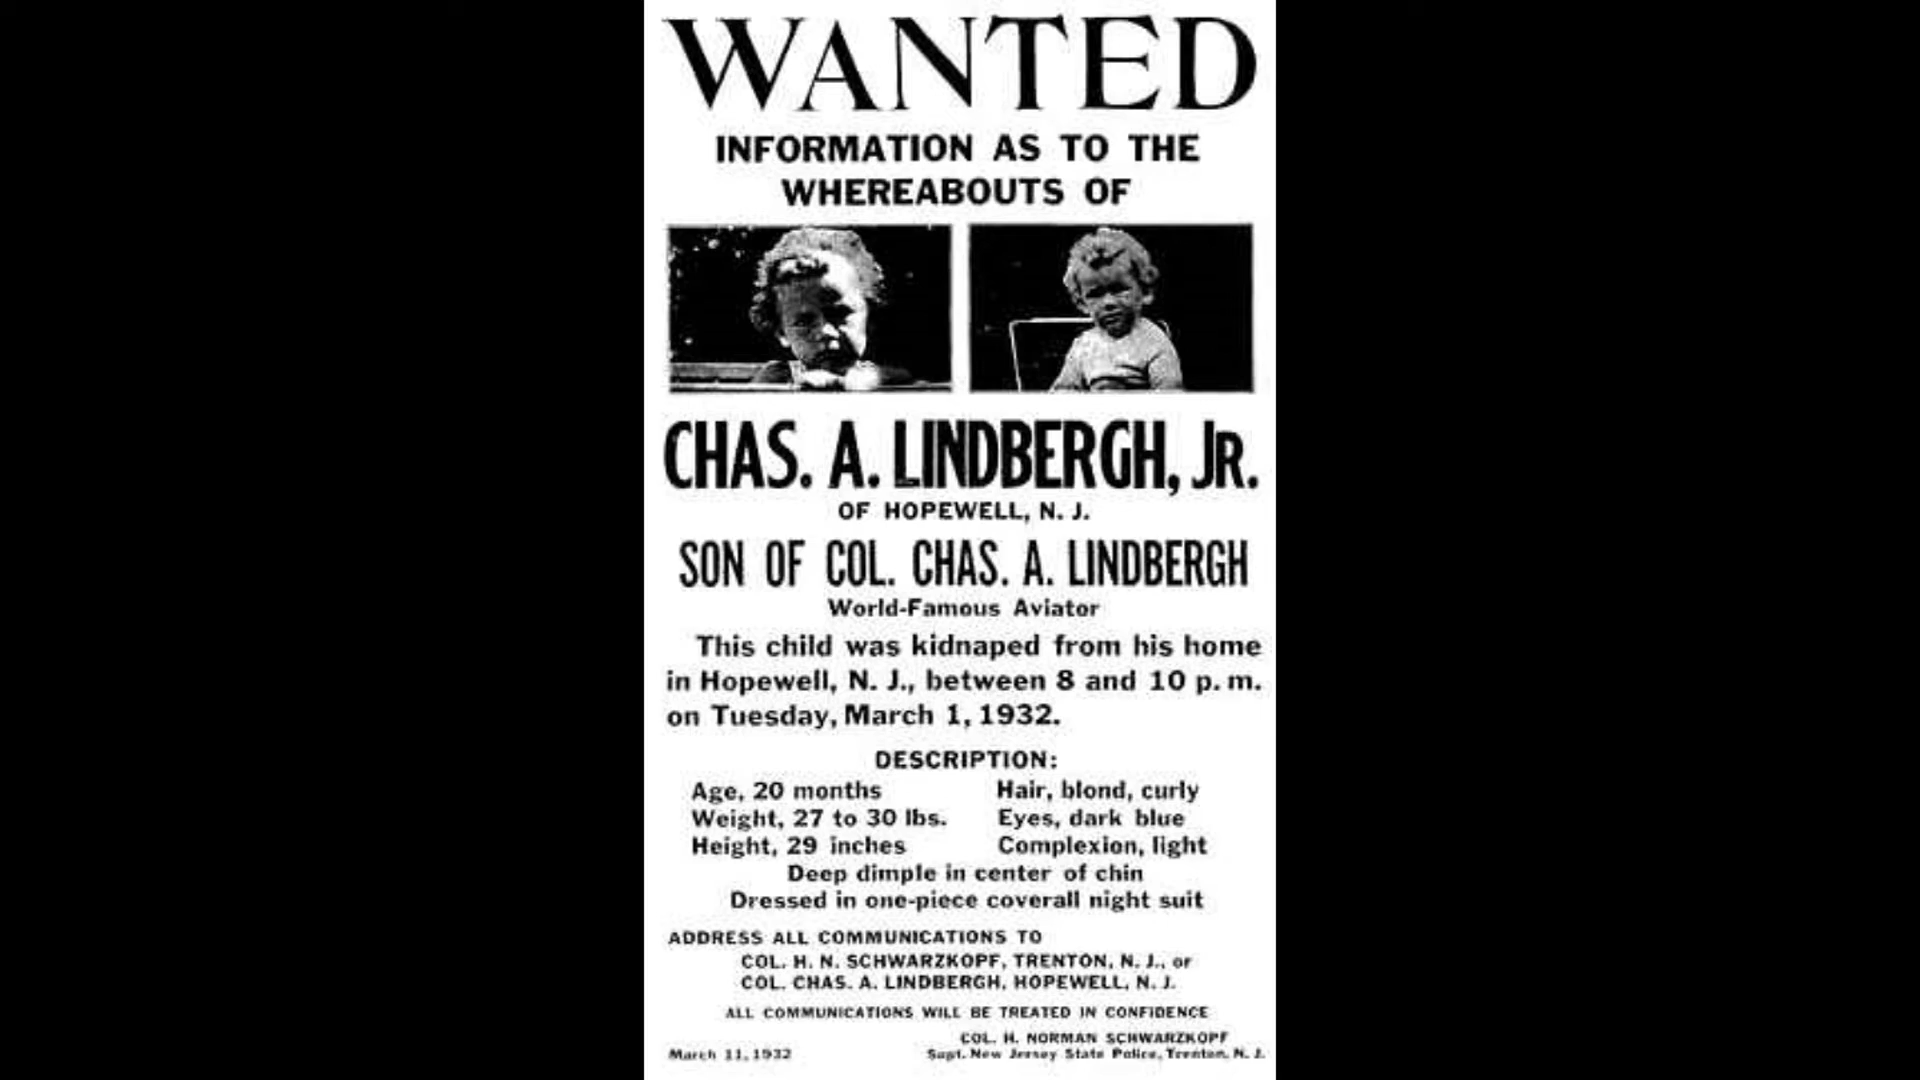 WANTED
INFORMATION AS TO THE
WHEREABOUTS OF
CHAS. A. LINDBERGH, JR.
OF HOPEWELL, N. J.
SON OF COL. CHAS. A. LINDBERGH
World-Famous Aviator
This child was kidnaped from his home
in Hopewell, N. J., between 8 and 10 p. m.
on Tuesday, March 1, 1932.
DESCRIPTION:
Age, 20 months Hair, blond, curly
Weight, 27 to 30 lbs. Eyes, dark blue
Height, 29 inches Complexion, light
Deep dimple in center of chin
Dressed in one-piece coverall night suit
ADDRESS ALL COMMUNICATIONS TO
COL. H. N. SCHWARZKOPF, TRENTON, N. J., or
COL. CHAS. A. LINDBERGH, HOPEWELL, N. J.
ALL COMMUNICATIONS WILL BE TREATED IN CONFIDENCE
COL. H. NORMAN SCHWARZKOPF
March 11, 1932 Supt. New Jersey State Police, Trenton, N. J.